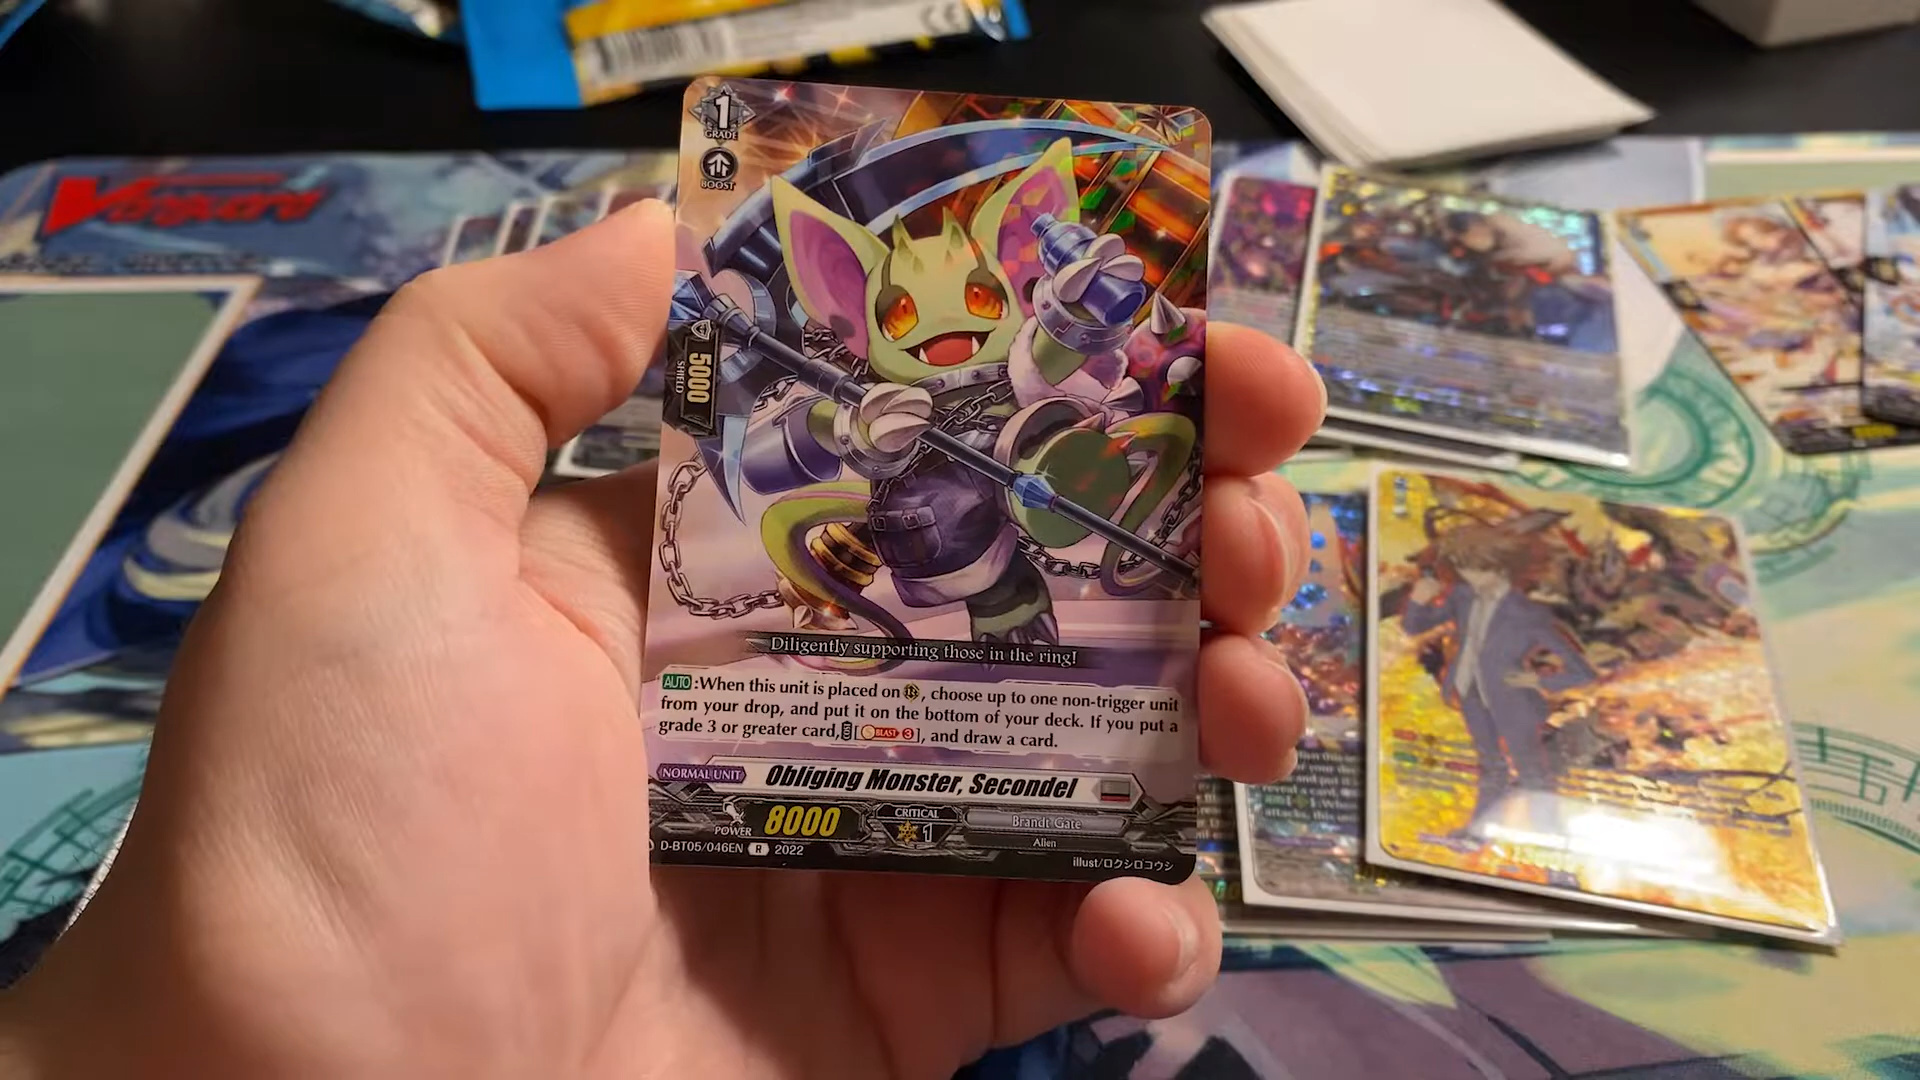 CE
Vanguard
1
GRADE
BOOST
5000
SHIELD
Diligently supporting those in the ring!
AUTO:When this unit is placed on , choose up to one non-trigger unit
from your drop, and put it on the bottom of your deck. If you put a
grade 3 or greater card, [BLAST 3], and draw a card.
NORMAL UNIT
Obliging Monster, Secondel
POWER 8000
CRITICAL
1
Brandt Gate
Alien
D-BT05/046EN R 2022
illust/ロクシロコウシ